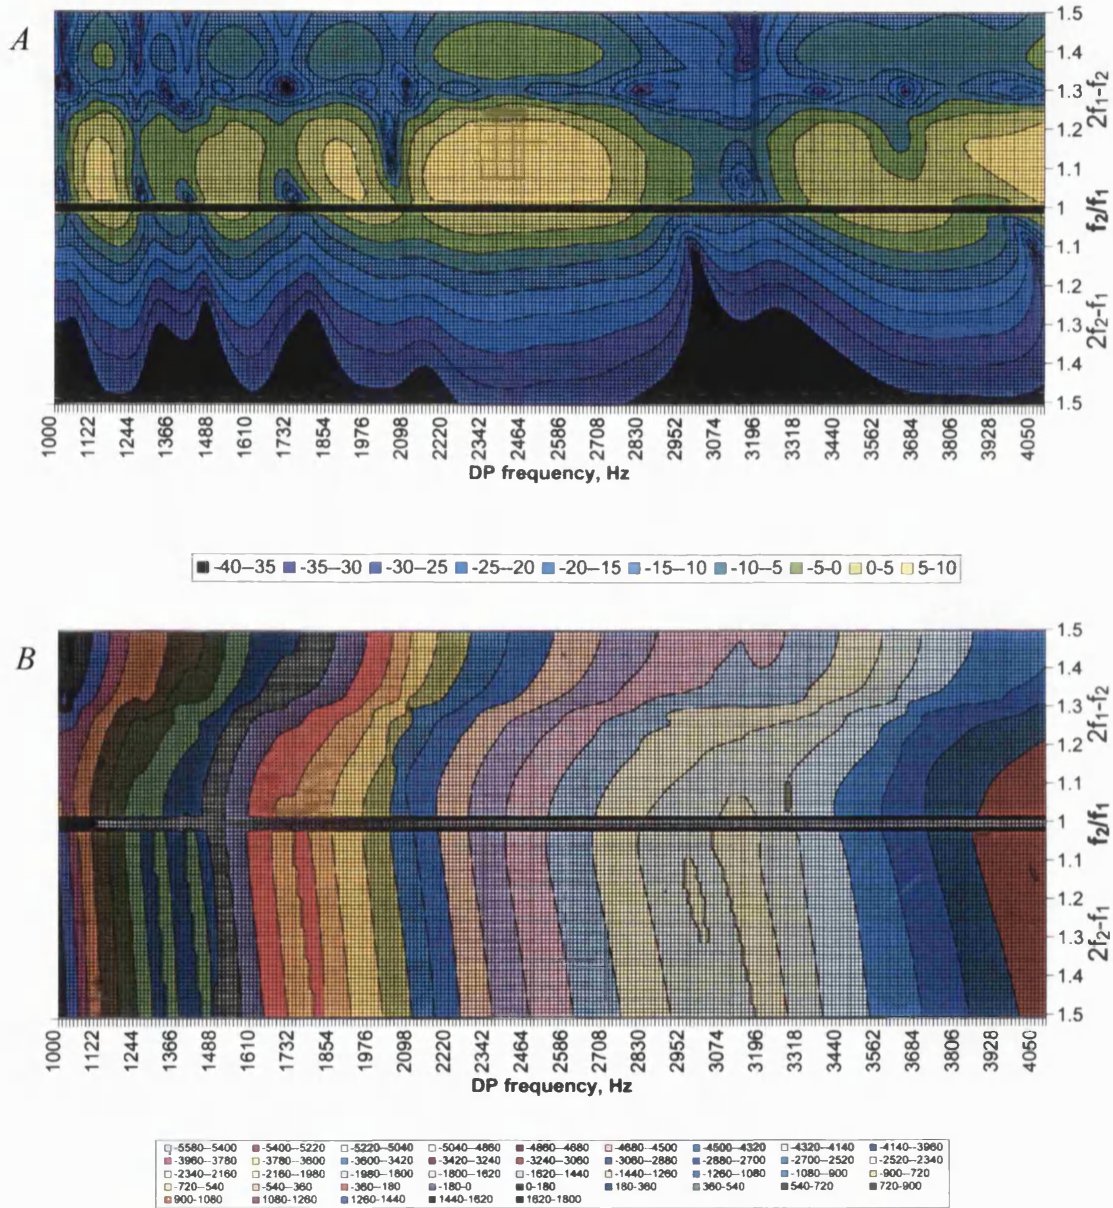 A
1.5
1.4
1.3
1.2
1.1
1
1.1
1.2
1.3
1.4
1.5
2f1-f2
f2/f1
2f2-f1
1000 1122 1244 1366 1488 1610 1732 1854 1976 2098 2220 2342 2464 2586 2708 2830 2952 3074 3196 3318 3440 3562 3684 3806 3928 4050
DP frequency, Hz
-40--35 -35--30 -30--25 -25--20 -20--15 -15--10 -10--5 -5-0 0-5 5-10
B
1.5
1.4
1.3
1.2
1.1
1
1.1
1.2
1.3
1.4
1.5
2f1-f2
f2/f1
2f2-f1
1000 1122 1244 1366 1488 1610 1732 1854 1976 2098 2220 2342 2464 2586 2708 2830 2952 3074 3196 3318 3440 3562 3684 3806 3928 4050
DP frequency, Hz
-5580--5400 -5400--5220 -5220--5040 -5040--4860 -4860--4680 -4680--4500 -4500--4320 -4320--4140 -4140--3960
-3960--3780 -3780--3600 -3600--3420 -3420--3240 -3240--3060 -3060--2880 -2880--2700 -2700--2520 -2520--2340
-2340--2160 -2160--1980 -1980--1800 -1800--1620 -1620--1440 -1440--1260 -1260--1080 -1080--900 -900--720
-720--540 -540--360 -360--180 -180-0 0-180 180-360 360-540 540-720 720-900
900-1080 1080-1260 1260-1440 1440-1620 1620-1800